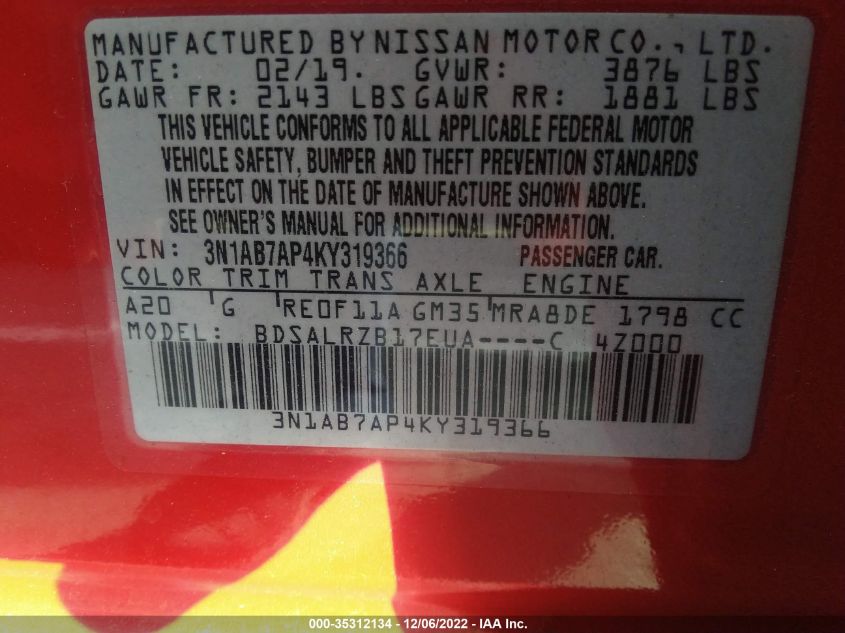 MANUFACTURED BY NISSAN MOTOR CO., LTD.
DATE: 02/19. GVWR: 3876 LBS
GAWR FR: 2143 LBS GAWR RR: 1881 LBS
THIS VEHICLE CONFORMS TO ALL APPLICABLE FEDERAL MOTOR
VEHICLE SAFETY, BUMPER AND THEFT PREVENTION STANDARDS
IN EFFECT ON THE DATE OF MANUFACTURE SHOWN ABOVE.
SEE OWNER'S MANUAL FOR ADDITIONAL INFORMATION.
VIN: 3N1AB7AP4KY319366 PASSENGER CAR.
COLOR TRIM TRANS AXLE ENGINE
A20 G RE0F11A GM35 MRA8DE 1798 CC
MODEL: BDSALRZB17EUA----C 4Z000
3N1AB7AP4KY319366
000-35312134 - 12/06/2022 - IAA Inc.